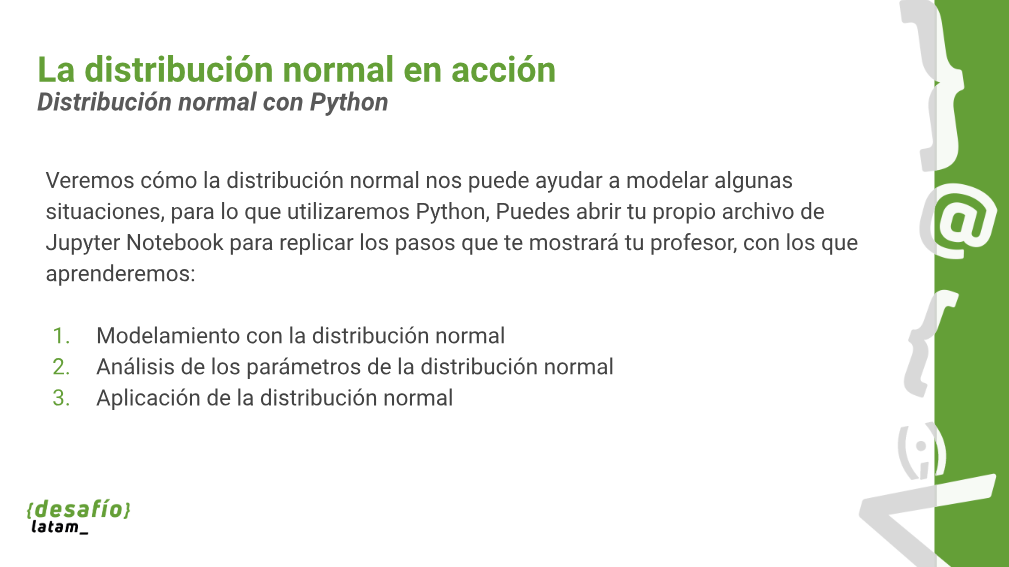 La distribución normal en acción
Distribución normal con Python
Veremos cómo la distribución normal nos puede ayudar a modelar algunas
situaciones, para lo que utilizaremos Python, Puedes abrir tu propio archivo de
Jupyter Notebook para replicar los pasos que te mostrará tu profesor, con los que
aprenderemos:
1. Modelamiento con la distribución normal
2. Análisis de los parámetros de la distribución normal
3. Aplicación de la distribución normal
{desafío}
latam_